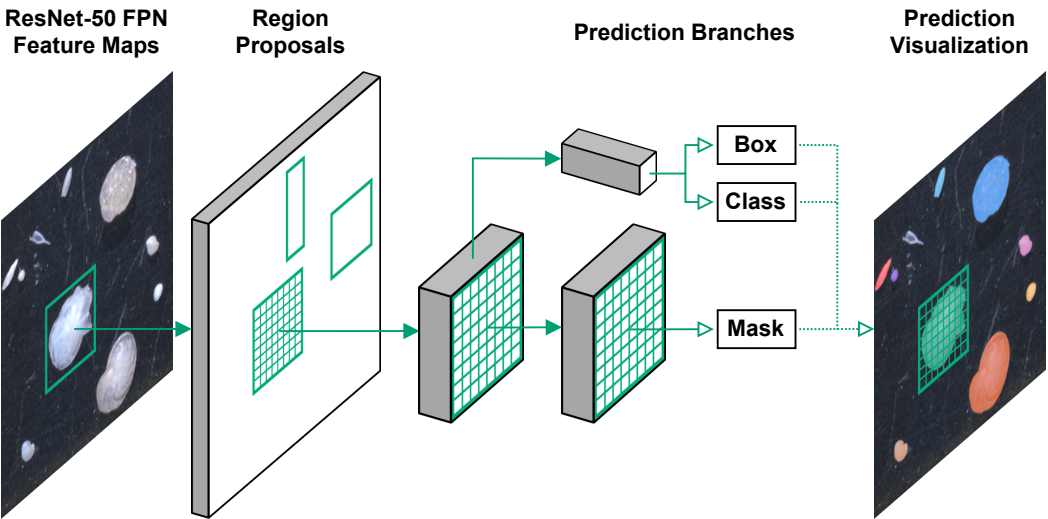 ResNet-50 FPN
Feature Maps
Region
Proposals
Prediction Branches
Prediction
Visualization
Box
Class
Mask